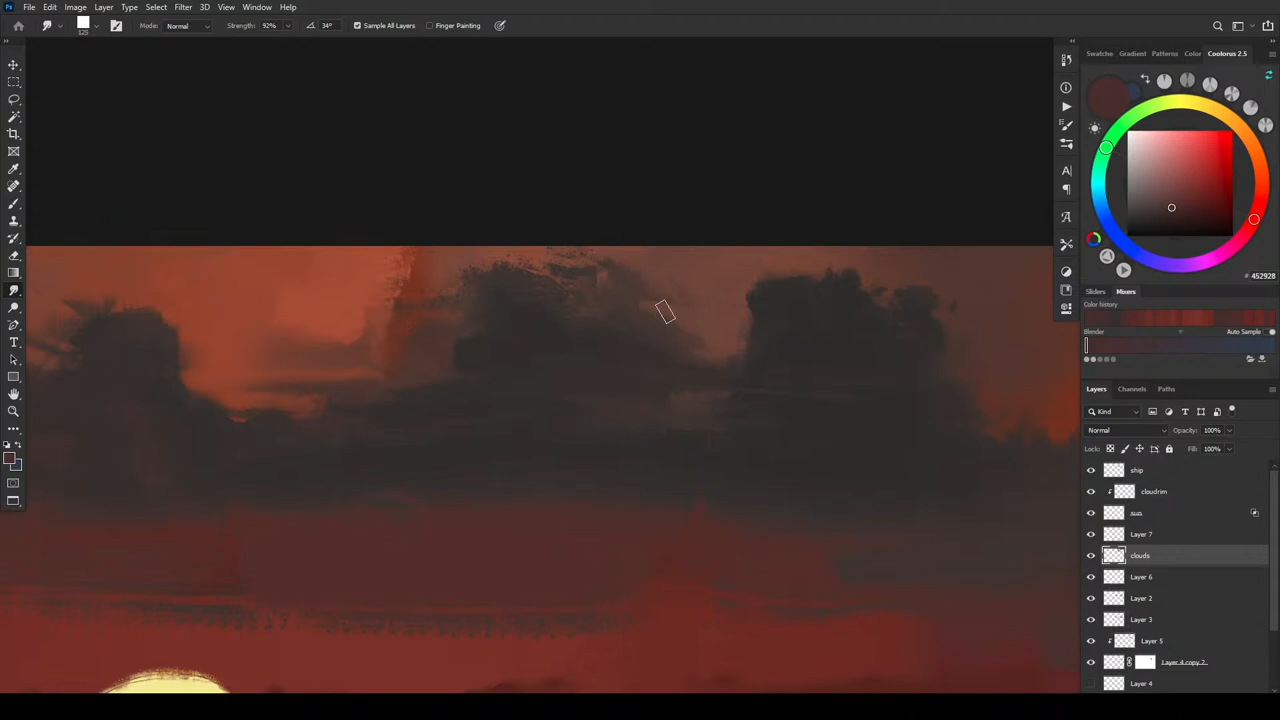 Ps File Edit Image Layer Type Select Filter 3D View Window Help
125 Mode: Normal Strength: 92% 34° Sample All Layers Finger Painting
Swatche Gradient Patterns Color Coolorus 2.5
#452928
Sliders Mixers
Color history
Blender Auto Sample
Layers Channels Paths
Kind
Normal Opacity: 100%
Lock: Fill: 100%
ship
cloudrim
sun
Layer 7
clouds
Layer 6
Layer 2
Layer 3
Layer 5
Layer 4 copy 2
Layer 4